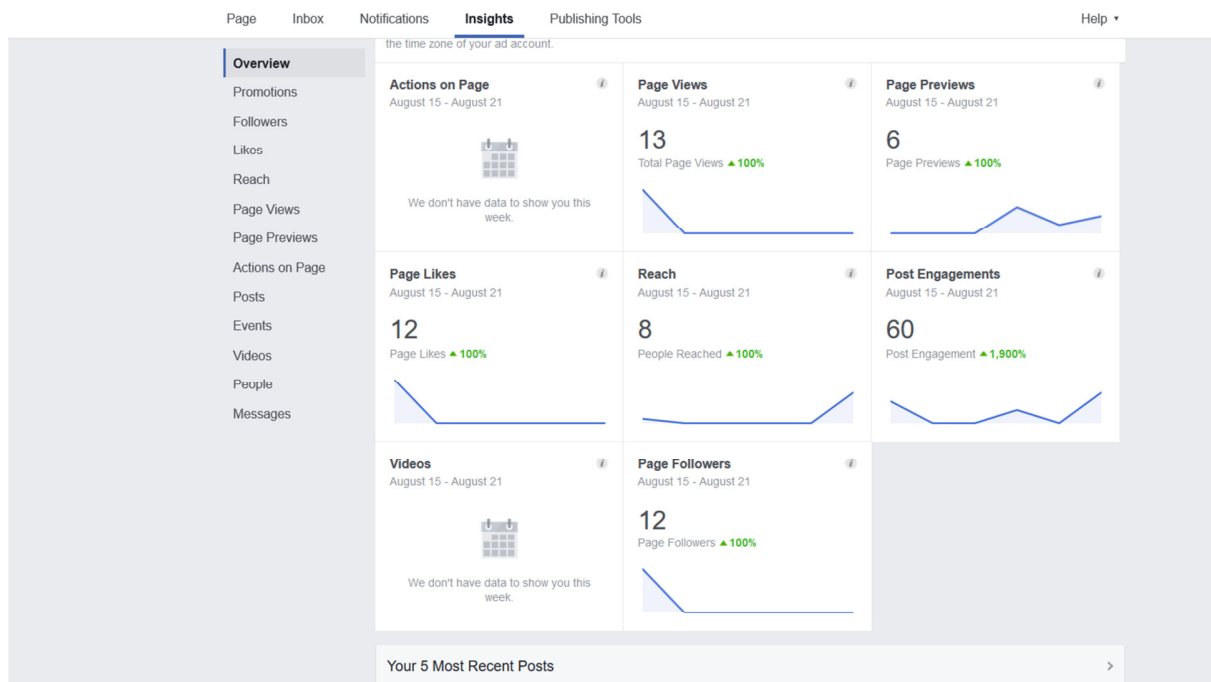 Page Inbox Notifications Insights Publishing Tools Help
Overview
Promotions
Followers
Likes
Reach
Page Views
Page Previews
Actions on Page
Posts
Events
Videos
People
Messages
the time zone of your ad account.
Actions on Page
August 15 - August 21
We don't have data to show you this
week.
Page Views
August 15 - August 21
13
Total Page Views 100%
Page Previews
August 15 - August 21
6
Page Previews 100%
Page Likes
August 15 - August 21
12
Page Likes 100%
Reach
August 15 - August 21
8
People Reached 100%
Post Engagements
August 15 - August 21
60
Post Engagement 1,900%
Videos
August 15 - August 21
We don't have data to show you this
week.
Page Followers
August 15 - August 21
12
Page Followers 100%
Your 5 Most Recent Posts